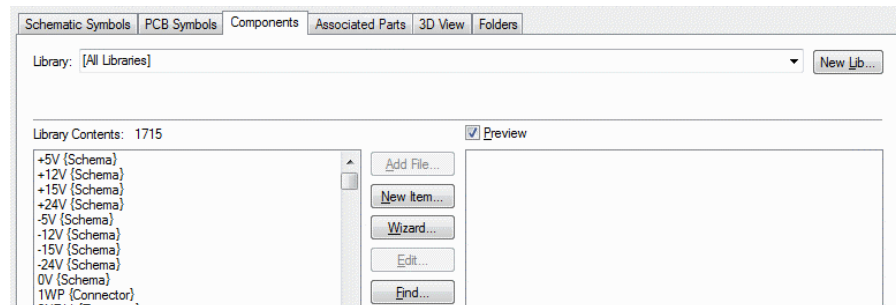 Schematic Symbols PCB Symbols Components Associated Parts 3D View Folders
Library: [All Libraries] New Lib...
Library Contents: 1715 Preview
+5V {Schema}
+12V {Schema}
+15V {Schema}
+24V {Schema}
-5V {Schema}
-12V {Schema}
-15V {Schema}
-24V {Schema}
0V {Schema}
1WP {Connector}
Add File...
New Item...
Wizard...
Edit...
Find...